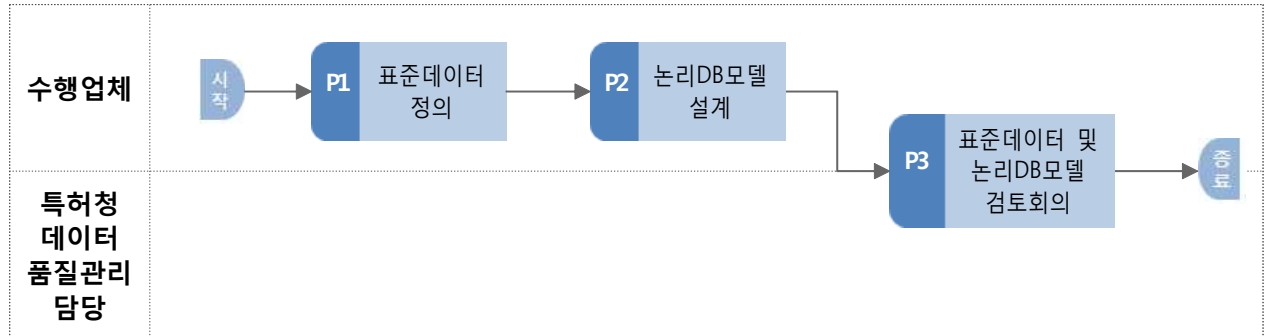 수행업체
시
작
P1
표준데이터
정의
P2
논리DB모델
설계
P3
표준데이터 및
논리DB모델
검토회의
종
료
특허청
데이터
품질관리
담당